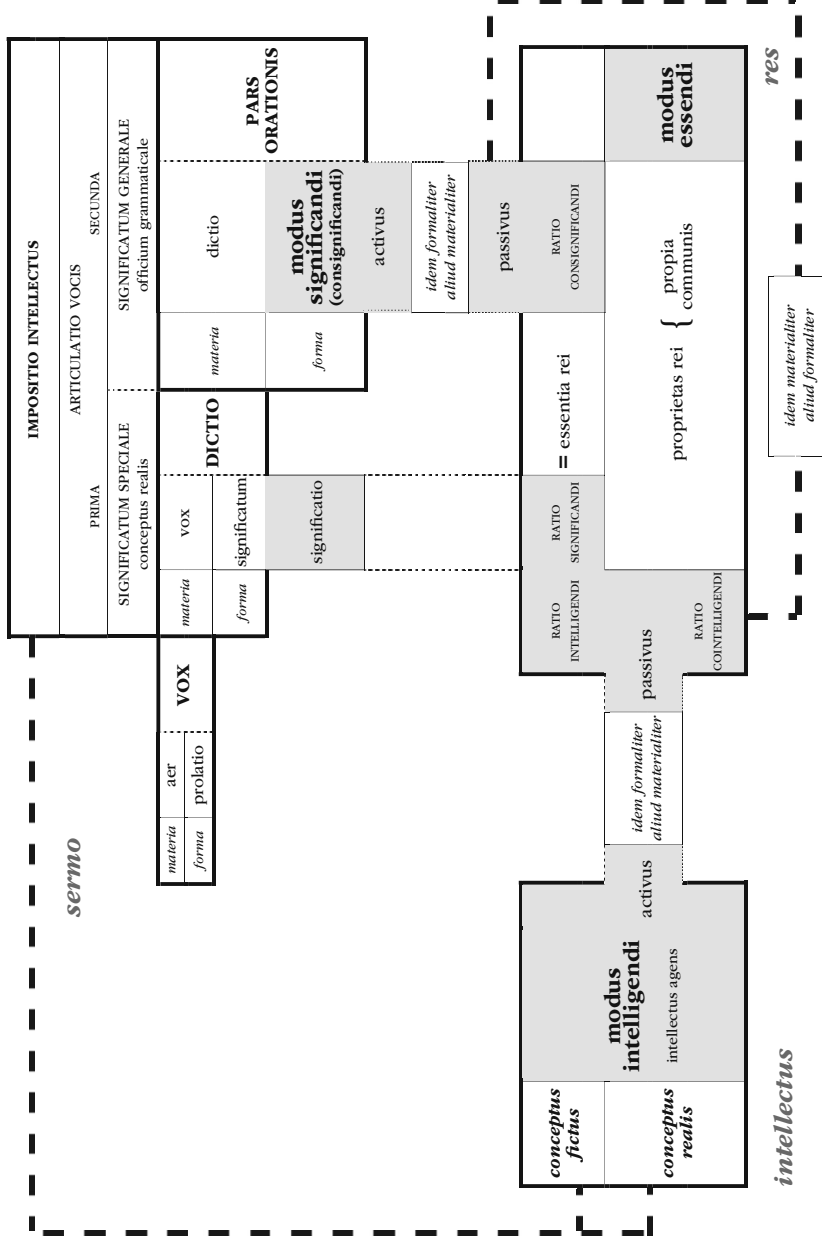 IMPOSITIO INTELLECTUS
ARTICULATIO VOCIS
PRIMA
SECUNDA
SIGNIFICATUM SPECIALE
conceptus realis
SIGNIFICATUM GENERALE
officium grammaticale
sermo
materia
aer
forma
prolatio
VOX
materia
vox
forma
significatum
DICTIO
significatio
materia
dictio
forma
modus
significandi
(consignificandi)
PARS
ORATIONIS
activus
idem formaliter
aliud materialiter
passivus
RATIO
CONSIGNIFICANDI
conceptus
fictus
conceptus
realis
modus
intelligendi
intellectus agens
activus
idem formaliter
aliud materialiter
passivus
RATIO
INTELLIGENDI
RATIO
SIGNIFICANDI
RATIO
COINTELLIGENDI
= essentia rei
proprietas rei {
propia
communis
modus
essendi
intellectus
res
idem materialiter
aliud formaliter